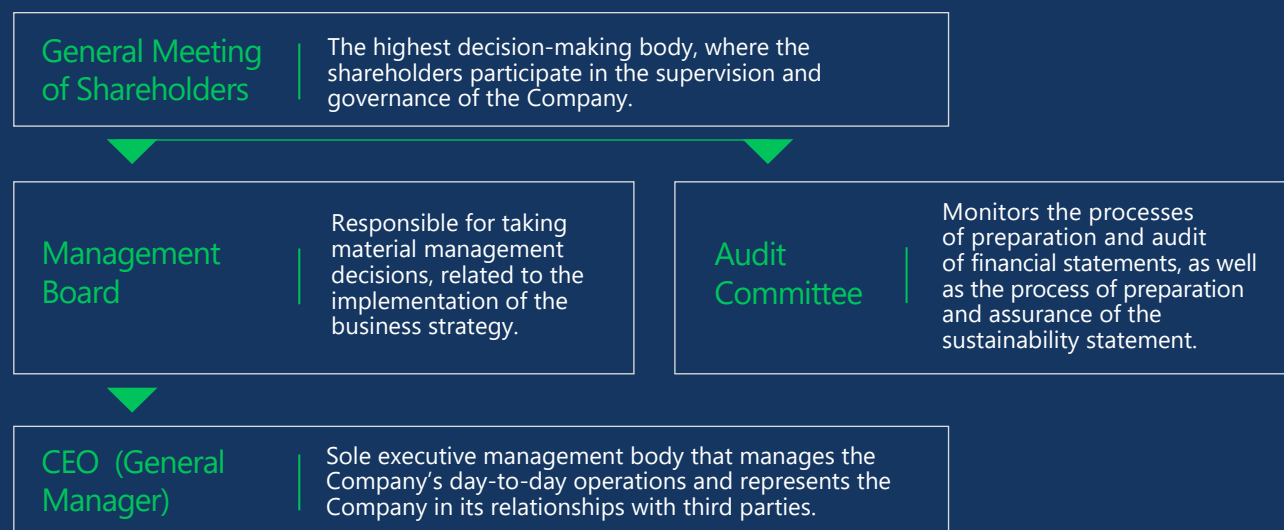 General Meeting
of Shareholders
The highest decision-making body, where the
shareholders participate in the supervision and
governance of the Company.
Management
Board
Responsible for taking
material management
decisions, related to the
implementation of the
business strategy.
Audit
Committee
Monitors the processes
of preparation and audit
of financial statements, as well
as the process of preparation
and assurance of the
sustainability statement.
CEO (General
Manager)
Sole executive management body that manages the
Company’s day-to-day operations and represents the
Company in its relationships with third parties.